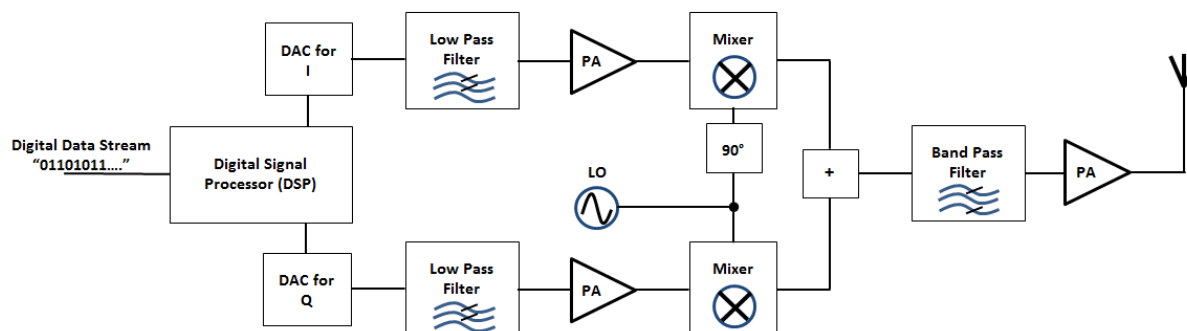 DAC for
I
Low Pass
Filter
PA
Mixer
Digital Data Stream
"01101011...."
Digital Signal
Processor (DSP)
90°
LO
+
Band Pass
Filter
PA
DAC for
Q
Low Pass
Filter
PA
Mixer